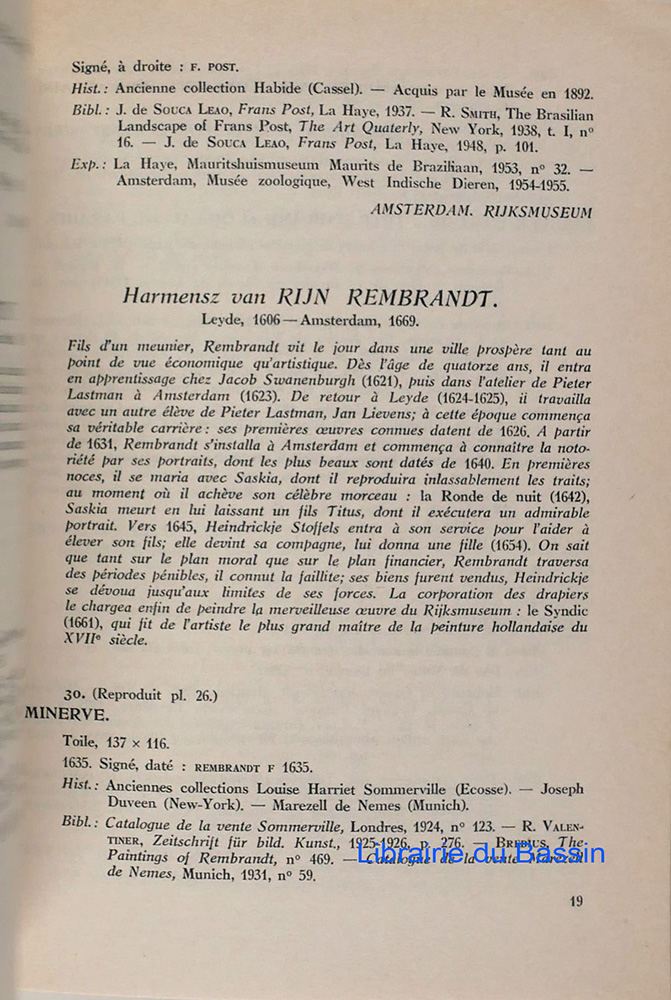 Signé, à droite : F. POST.
Hist. : Ancienne collection Habide (Cassel). — Acquis par le Musée en 1892.
Bibl. : J. de SOUCA LEAO, Frans Post, La Haye, 1937. — R. SMITH, The Brasilian
Landscape of Frans Post, The Art Quaterly, New York, 1938, t. I, nº
16. — J. de SOUCA LEAO, Frans Post, La Haye, 1948, p. 101.
Exp. : La Haye, Mauritshuismuseum Maurits de Braziliaan, 1953, nº 32. —
Amsterdam, Musée zoologique, West Indische Dieren, 1954-1955.
AMSTERDAM. RIJKSMUSEUM
Harmensz van RIJN REMBRANDT.
Leyde, 1606 — Amsterdam, 1669.
Fils d'un meunier, Rembrandt vit le jour dans une ville prospère tant au
point de vue économique qu'artistique. Dès l'âge de quatorze ans, il entra
en apprentissage chez Jacob Swanenburgh (1621), puis dans l'atelier de Pieter
Lastman à Amsterdam (1623). De retour à Leyde (1624-1625), il travailla
avec un autre élève de Pieter Lastman, Jan Lievens; à cette époque commença
sa véritable carrière : ses premières œuvres connues datent de 1626. A partir
de 1631, Rembrandt s'installa à Amsterdam et commença à connaître la noto-
riété par ses portraits, dont les plus beaux sont datés de 1640. En premières
noces, il se maria avec Saskia, dont il reproduira inlassablement les traits;
au moment où il achève son célèbre morceau : la Ronde de nuit (1642),
Saskia meurt en lui laissant un fils Titus, dont il exécutera un admirable
portrait. Vers 1645, Heindrickje Stoffels entra à son service pour l'aider à
élever son fils; elle devint sa compagne, lui donna une fille (1654). On sait
que tant sur le plan moral que sur le plan financier, Rembrandt traversa
des périodes pénibles, il connut la faillite; ses biens furent vendus, Heindrickje
se dévoua jusqu'aux limites de ses forces. La corporation des drapiers
le chargea enfin de peindre la merveilleuse œuvre du Rijksmuseum : le Syndic
(1661), qui fit de l'artiste le plus grand maître de la peinture hollandaise du
XVIIe siècle.
30. (Reproduit pl. 26.)
MINERVE.
Toile, 137 × 116.
1635. Signé, daté : REMBRANDT F 1635.
Hist. : Anciennes collections Louise Harriet Sommerville (Ecosse). — Joseph
Duveen (New-York). — Marezell de Nemes (Munich).
Bibl. : Catalogue de la vente Sommerville, Londres, 1924, nº 123. — R. VALEN-
TINER, Zeitschrift für bild. Kunst., 1925-1926, p. 276. — BREDIUS, The
Paintings of Rembrandt, nº 469. — Catalogue de la vente Marezell
de Nemes, Munich, 1931, nº 59.
Librairie du Bassin
19